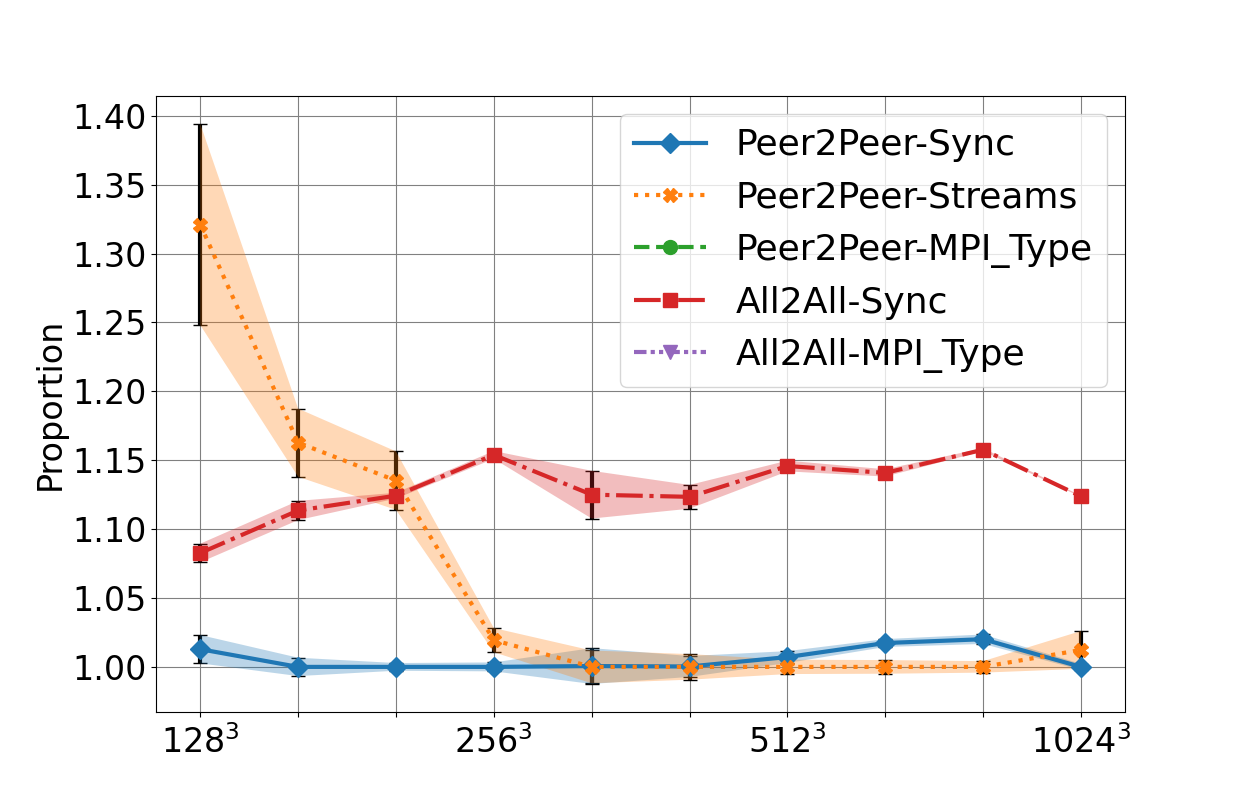 1.40
1.35
1.30
1.25
1.20
1.15
1.10
1.05
1.00
Proportion
Peer2Peer-Sync
Peer2Peer-Streams
Peer2Peer-MPI_Type
All2All-Sync
All2All-MPI_Type
128³ 256³ 512³ 1024³